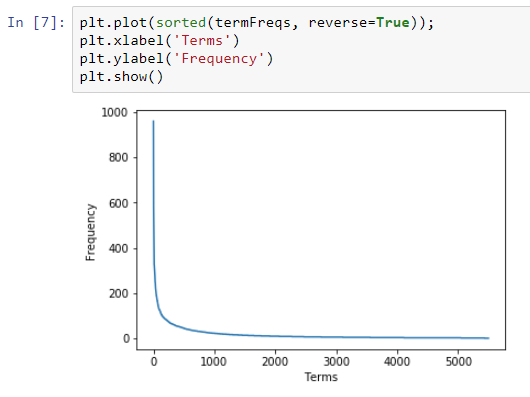 In [7]: plt.plot(sorted(termFreqs, reverse=True));
plt.xlabel('Terms')
plt.ylabel('Frequency')
plt.show()
1000
800
600
400
200
0
Frequency
0 1000 2000 3000 4000 5000
Terms